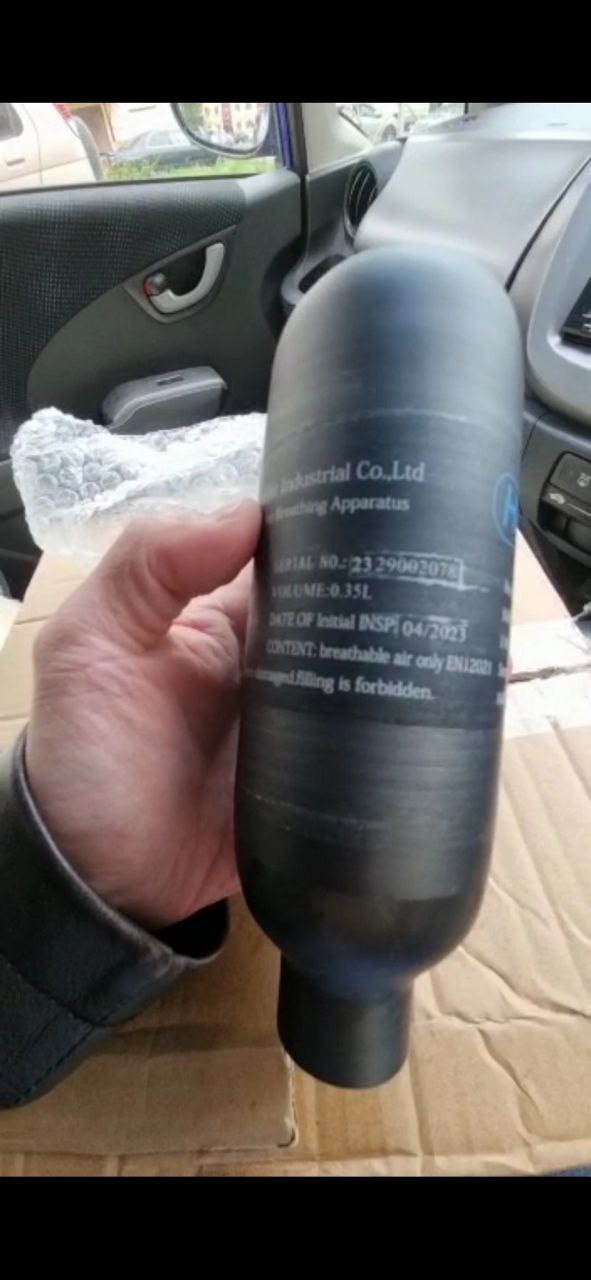 Industrial Co.,Ltd
Breathing Apparatus
SERIAL NO.: 2329002078
VOLUME:0.35L
DATE OF Initial INSP 04/2023
CONTENT: breathable air only EN12021
damaged,filling is forbidden.